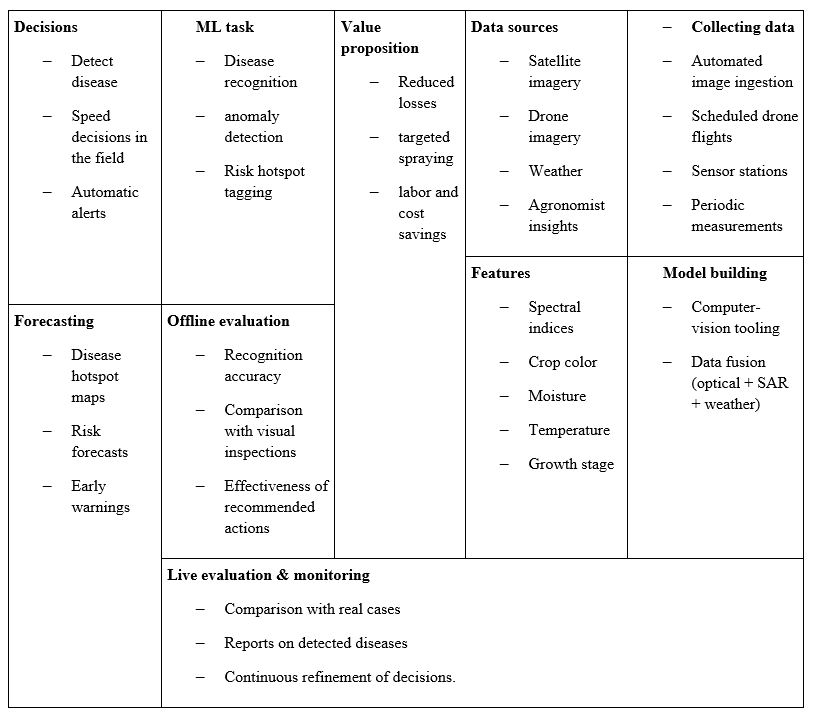 Decisions
– Detect
disease
– Speed
decisions in
the field
– Automatic
alerts
ML task
– Disease
recognition
– anomaly
detection
– Risk hotspot
tagging
Value
proposition
– Reduced
losses
– targeted
spraying
– labor and
cost
savings
Data sources
– Satellite
imagery
– Drone
imagery
– Weather
– Agronomist
insights
– Collecting data
– Automated
image ingestion
– Scheduled drone
flights
– Sensor stations
– Periodic
measurements
Features
– Spectral
indices
– Crop color
– Moisture
– Temperature
– Growth stage
Model building
– Computer-
vision tooling
– Data fusion
(optical + SAR
+ weather)
Forecasting
– Disease
hotspot
maps
– Risk
forecasts
– Early
warnings
Offline evaluation
– Recognition
accuracy
– Comparison
with visual
inspections
– Effectiveness of
recommended
actions
Live evaluation & monitoring
– Comparison with real cases
– Reports on detected diseases
– Continuous refinement of decisions.